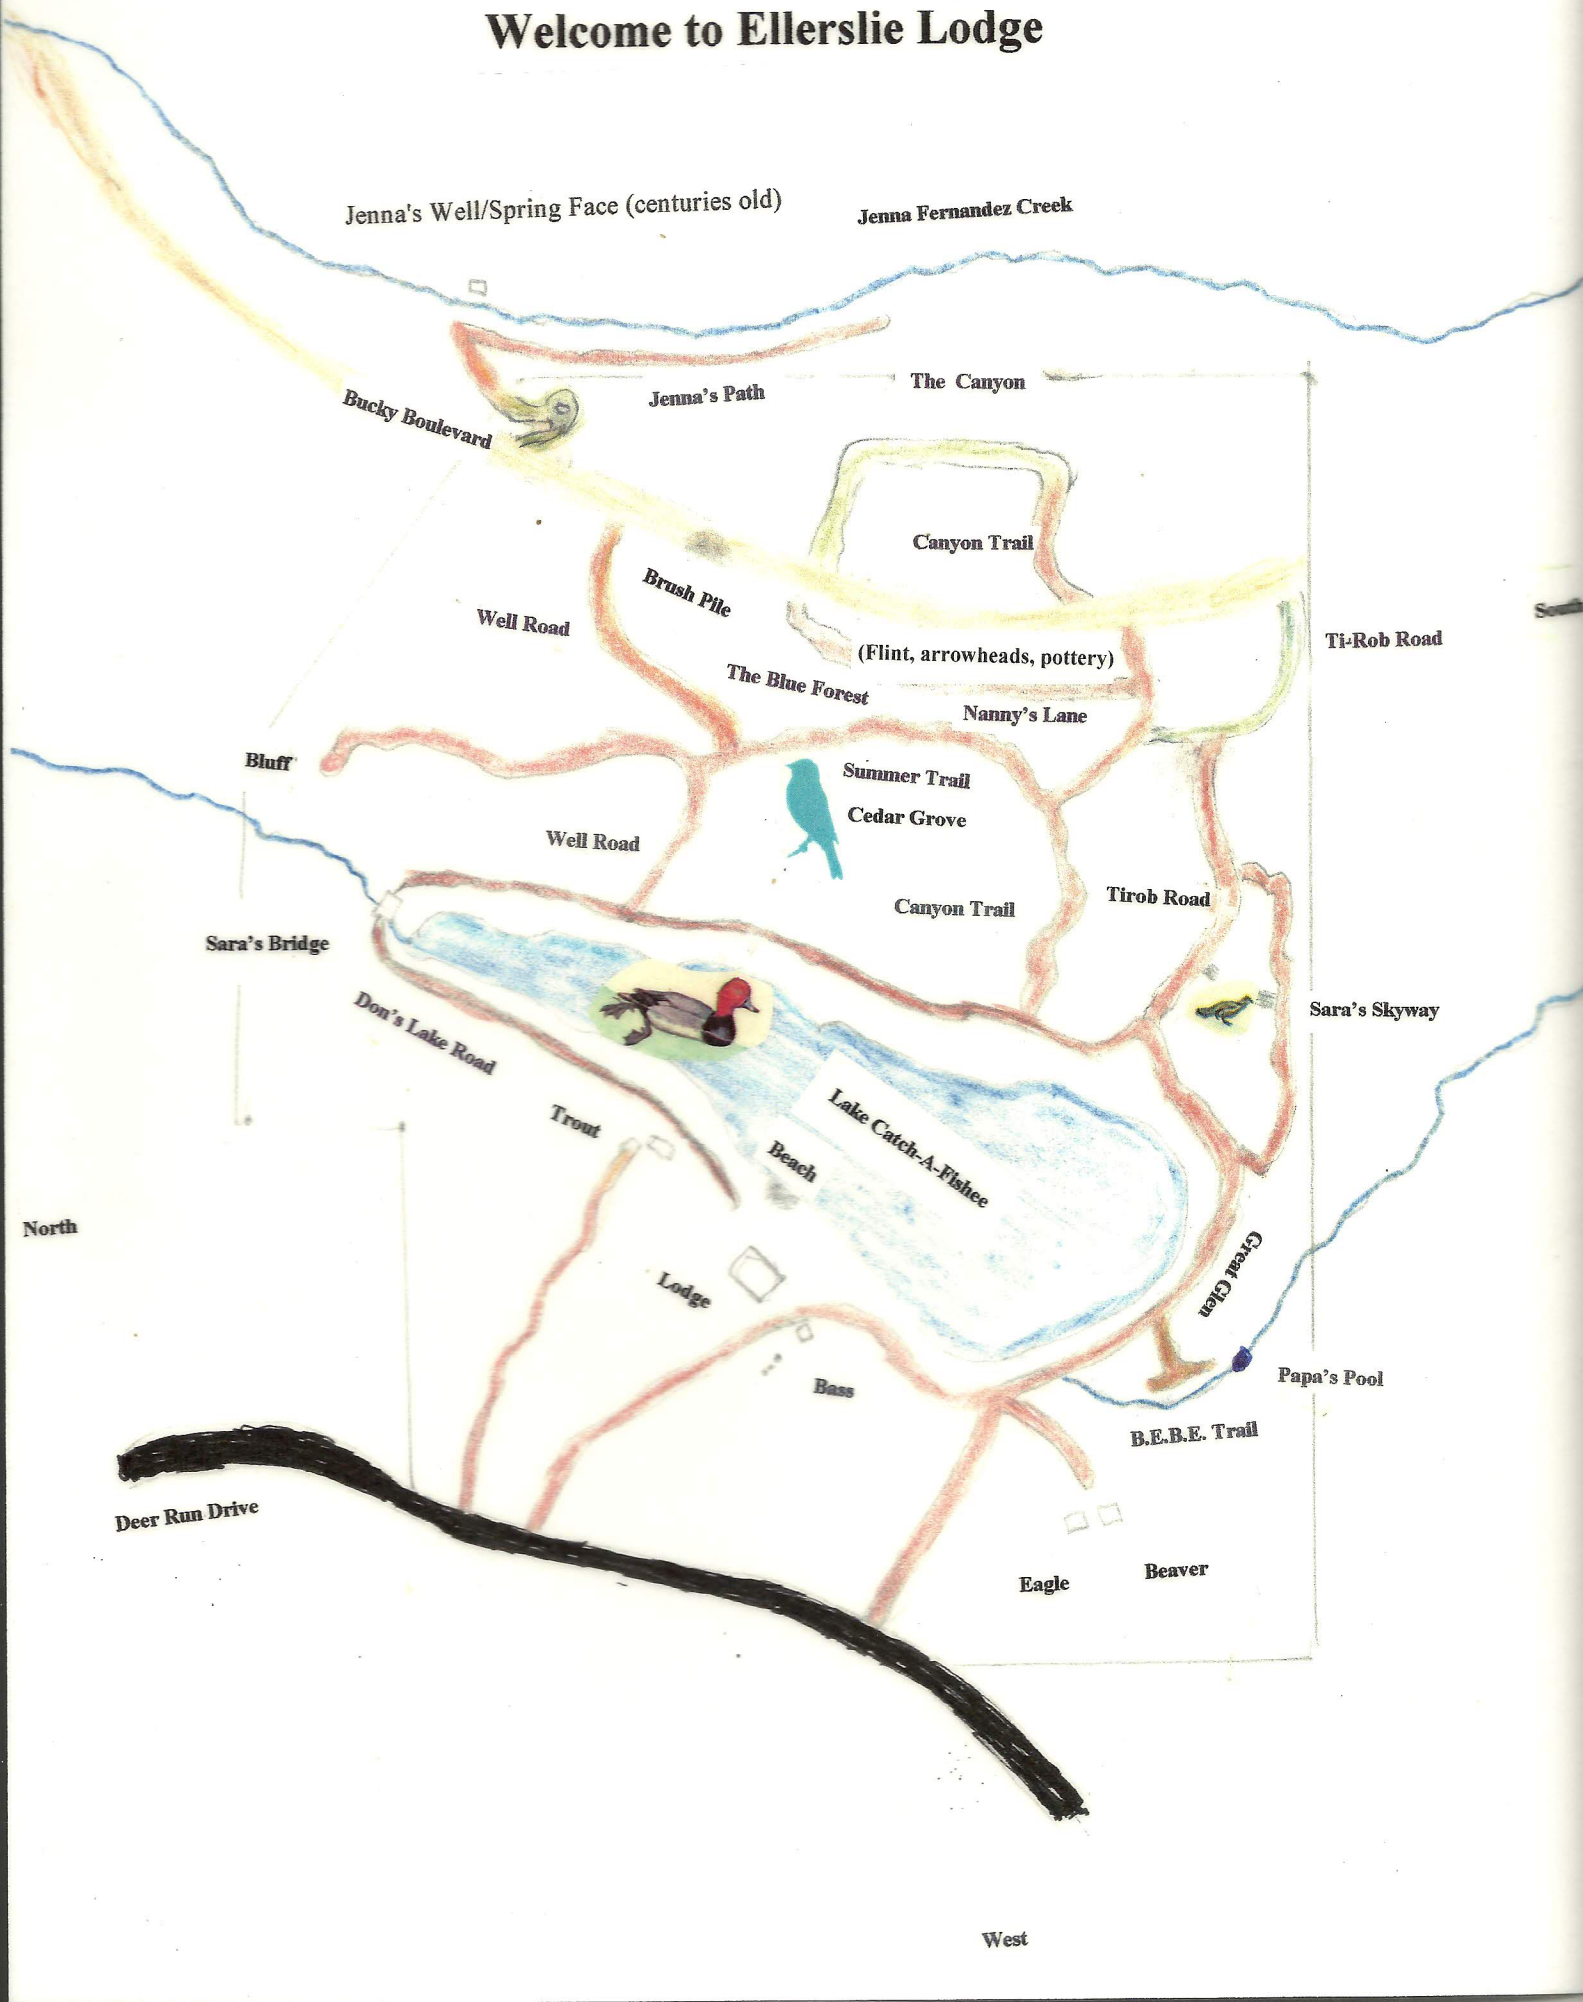 Welcome to Ellerslie Lodge
Jenna's Well/Spring Face (centuries old)
Jenna Fernandez Creek
Jenna's Path
The Canyon
Bucky Boulevard
Canyon Trail
Brush Pile
Well Road
South
Ti-Rob Road
(Flint, arrowheads, pottery)
The Blue Forest
Nanny's Lane
Bluff
Summer Trail
Cedar Grove
Well Road
Canyon Trail
Tirob Road
Sara's Bridge
Sara's Skyway
Don's Lake Road
Trout
Beach
Lake Catch-A-Fishee
North
Great Glen
Lodge
Papa's Pool
Bass
B.E.B.E. Trail
Deer Run Drive
Eagle
Beaver
West